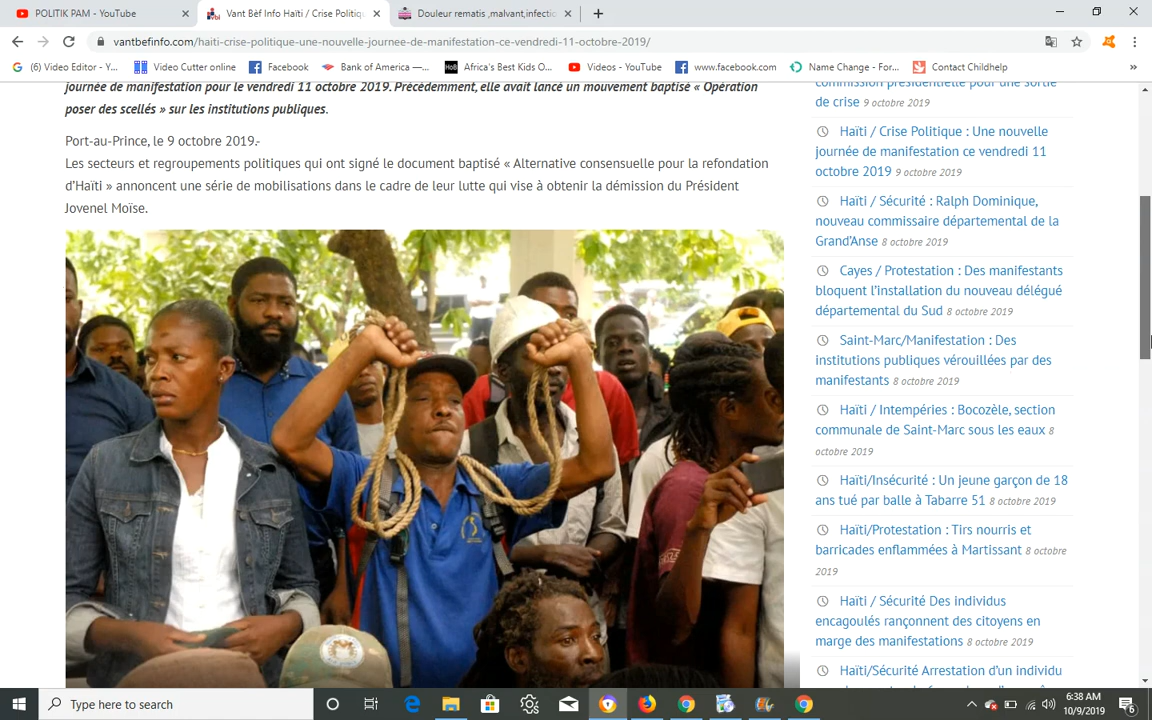 POLITIK PAM - YouTube
Vant Bèf Info Haïti / Crise Politiqu
Douleur rematis ,malvant,infectio
vantbefinfo.com/haiti-crise-politique-une-nouvelle-journee-de-manifestation-ce-vendredi-11-octobre-2019/
(6) Video Editor - Y...
Video Cutter online
Facebook
Bank of America —...
Africa's Best Kids O...
Videos - YouTube
www.facebook.com
Name Change - For...
Contact Childhelp
journée de manifestation pour le vendredi 11 octobre 2019. Précédemment, elle avait lancé un mouvement baptisé « Opération
poser des scellés » sur les institutions publiques.
Port-au-Prince, le 9 octobre 2019.-
Les secteurs et regroupements politiques qui ont signé le document baptisé « Alternative consensuelle pour la refondation
d'Haïti » annoncent une série de mobilisations dans le cadre de leur lutte qui vise à obtenir la démission du Président
Jovenel Moïse.
commission présidentielle pour une sortie
de crise 9 octobre 2019
Haïti / Crise Politique : Une nouvelle
journée de manifestation ce vendredi 11
octobre 2019 9 octobre 2019
Haïti / Sécurité : Ralph Dominique,
nouveau commissaire départemental de la
Grand'Anse 8 octobre 2019
Cayes / Protestation : Des manifestants
bloquent l'installation du nouveau délégué
départemental du Sud 8 octobre 2019
Saint-Marc/Manifestation : Des
institutions publiques vérouillées par des
manifestants 8 octobre 2019
Haïti / Intempéries : Bocozèle, section
communale de Saint-Marc sous les eaux 8
octobre 2019
Haïti/Insécurité : Un jeune garçon de 18
ans tué par balle à Tabarre 51 8 octobre 2019
Haïti/Protestation : Tirs nourris et
barricades enflammées à Martissant 8 octobre
2019
Haïti / Sécurité Des individus
encagoulés rançonnent des citoyens en
marge des manifestations 8 octobre 2019
Haïti/Sécurité Arrestation d'un individu
Type here to search
6:38 AM
10/9/2019
6